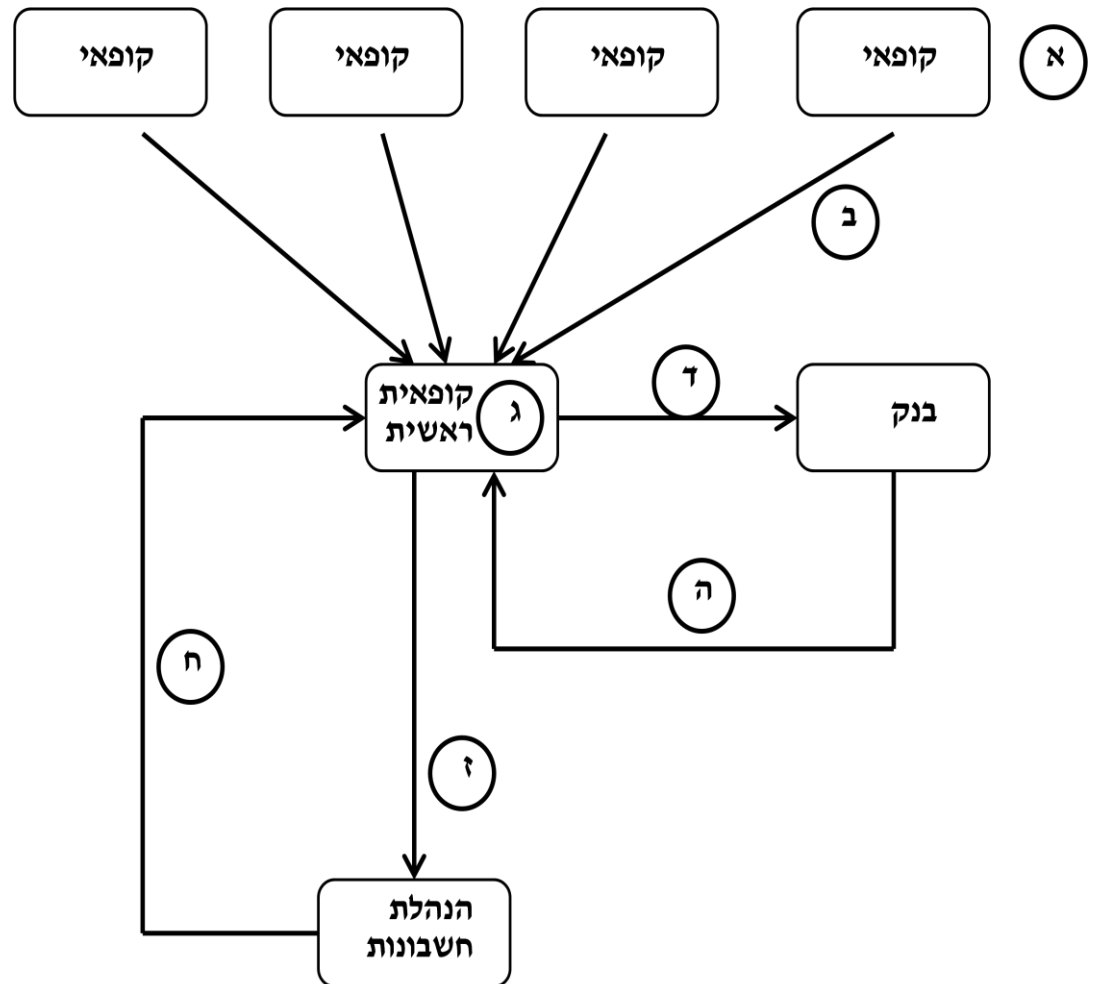 א
קופאי
קופאי
קופאי
קופאי
ב
קופאית
ראשית
ג
ד
בנק
ה
ח
ז
הנהלת
חשבונות